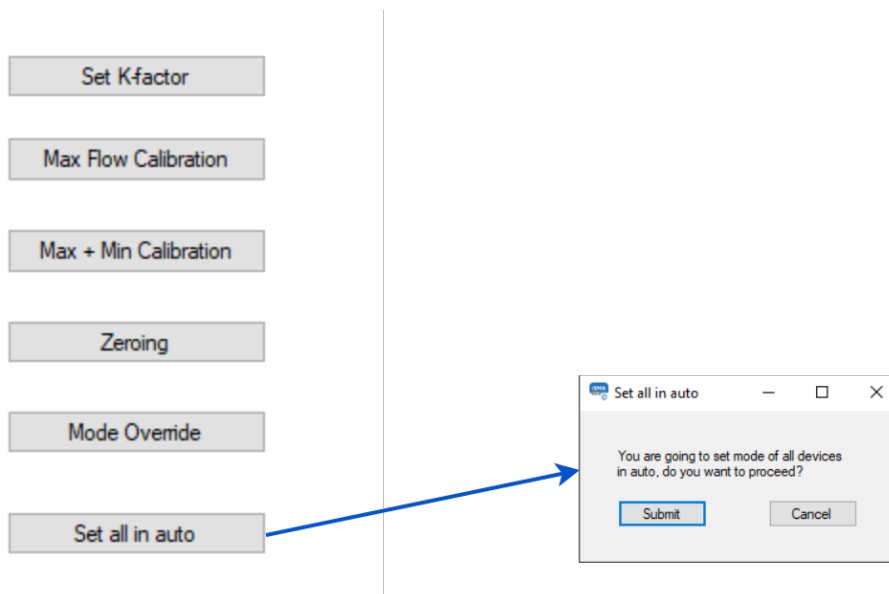 Set K-factor
Max Flow Calibration
Max + Min Calibration
Zeroing
Mode Override
Set all in auto
iSMA
Set all in auto
You are going to set mode of all devices
in auto, do you want to proceed?
Submit
Cancel